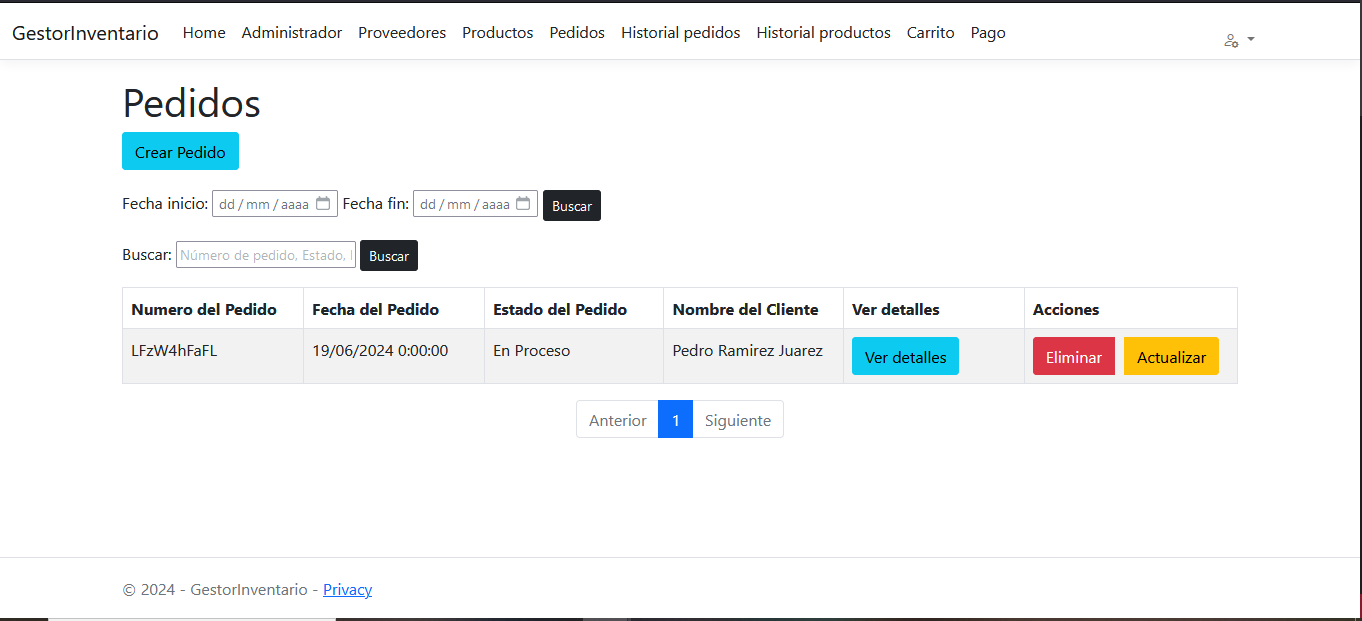 GestorInventario Home Administrador Proveedores Productos Pedidos Historial pedidos Historial productos Carrito Pago
Pedidos
Crear Pedido
Fecha inicio: dd/mm/aaaa Fecha fin: dd/mm/aaaa Buscar
Buscar: Número de pedido, Estado, Buscar
Numero del Pedido Fecha del Pedido Estado del Pedido Nombre del Cliente Ver detalles Acciones
LFzW4hFaFL 19/06/2024 0:00:00 En Proceso Pedro Ramirez Juarez Ver detalles Eliminar Actualizar
Anterior 1 Siguiente
© 2024 - GestorInventario - Privacy